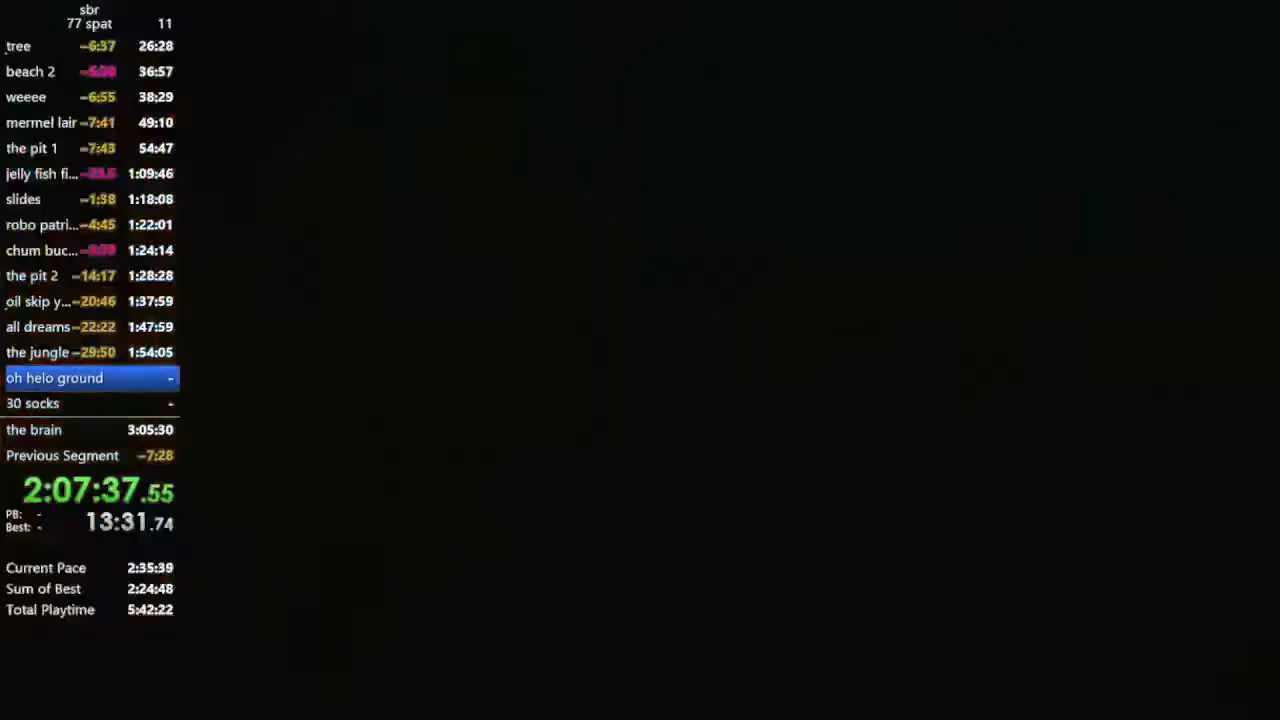 sbr
77 spat 11
tree -6:37 26:28
beach 2 36:57
weeee -6:55 38:29
mermel lair -7:41 49:10
the pit 1 -7:43 54:47
jelly fish fi... 1:09:46
slides -1:38 1:18:08
robo patri... -4:45 1:22:01
chum buc... 1:24:14
the pit 2 -14:17 1:28:28
oil skip y... -20:46 1:37:59
all dreams -22:22 1:47:59
the jungle -29:50 1:54:05
oh helo ground -
30 socks -
the brain 3:05:30
Previous Segment -7:28
2:07:37.55
PB: -
Best: - 13:31.74
Current Pace 2:35:39
Sum of Best 2:24:48
Total Playtime 5:42:22